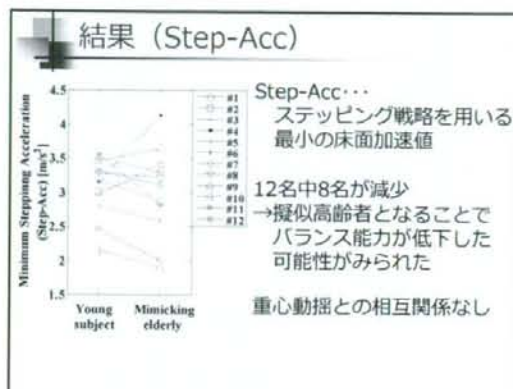 結果（Step-Acc）
Minimum Steppinng Acceleration
(Step-Acc) [m/s²]
4.5
4
3.5
3
2.5
2
1.5
Young
subject
Mimicking
elderly
#1
#2
#3
#4
#5
#6
#7
#8
#9
#10
#11
#12
Step-Acc･･･
ステッピング戦略を用いる
最小の床面加速値
12名中8名が減少
→擬似高齢者となることで
バランス能力が低下した
可能性がみられた
重心動揺との相互関係なし